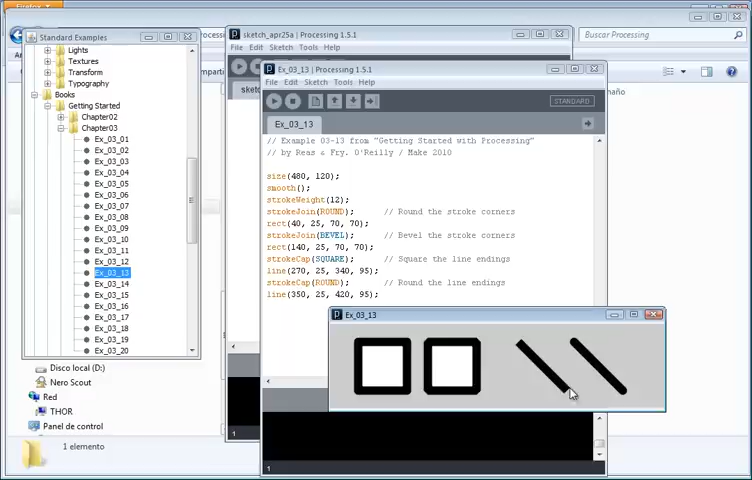 Firefox
Buscar Processing
Standard Examples
Lights
Textures
Transform
Typography
Books
Getting Started
Chapter02
Chapter03
Ex_03_01
Ex_03_02
Ex_03_03
Ex_03_04
Ex_03_05
Ex_03_06
Ex_03_07
Ex_03_08
Ex_03_09
Ex_03_10
Ex_03_11
Ex_03_12
Ex_03_13
Ex_03_14
Ex_03_15
Ex_03_16
Ex_03_17
Ex_03_18
Ex_03_19
Ex_03_20
Disco local (D:)
Nero Scout
Red
THOR
Panel de control
1 elemento
sketch_apr25a | Processing 1.5.1
File Edit Sketch Tools Help
1
Ex_03_13 | Processing 1.5.1
File Edit Sketch Tools Help
STANDARD
Ex_03_13
// Example 03-13 from "Getting Started with Processing"
// by Reas & Fry. O'Reilly / Make 2010
size(480, 120);
smooth();
strokeWeight(12);
strokeJoin(ROUND); // Round the stroke corners
rect(40, 25, 70, 70);
strokeJoin(BEVEL); // Bevel the stroke corners
rect(140, 25, 70, 70);
strokeCap(SQUARE); // Square the line endings
line(270, 25, 340, 95);
strokeCap(ROUND); // Round the line endings
line(350, 25, 420, 95);
1
Ex_03_13